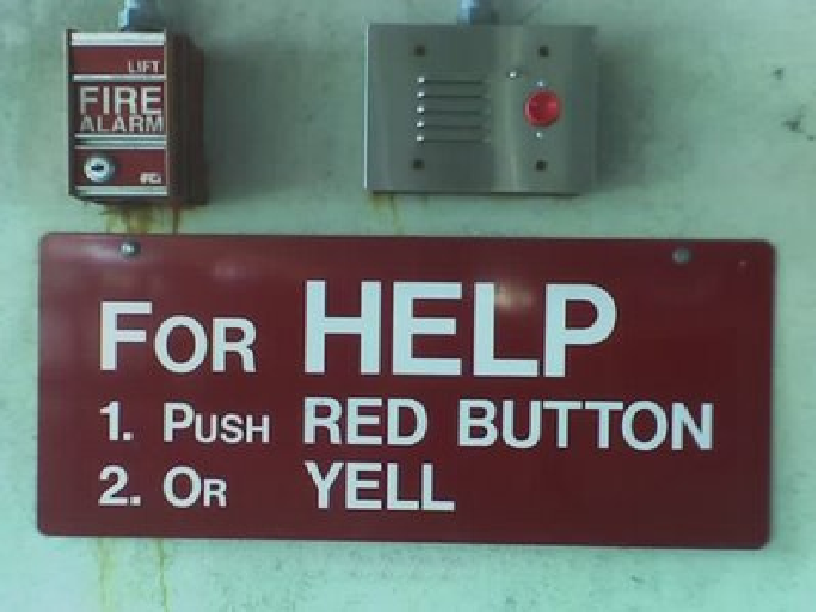 LIFT
FIRE
ALARM
FOR HELP
1. PUSH RED BUTTON
2. OR YELL